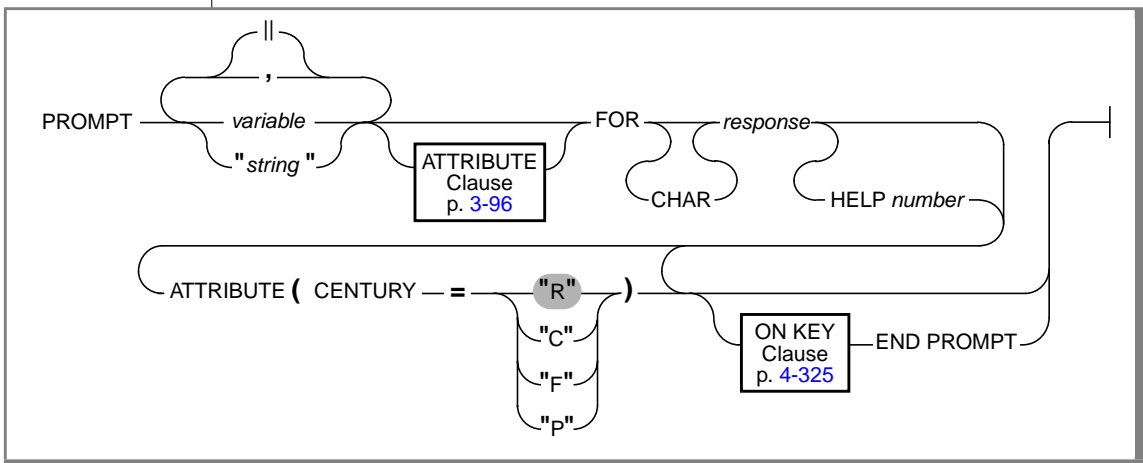 ||
,
PROMPT variable FOR response
"string "
ATTRIBUTE
Clause
p. 3-96
CHAR
HELP number
ATTRIBUTE ( CENTURY = "R" )
"C"
"F"
"P"
ON KEY
Clause
p. 4-325
END PROMPT